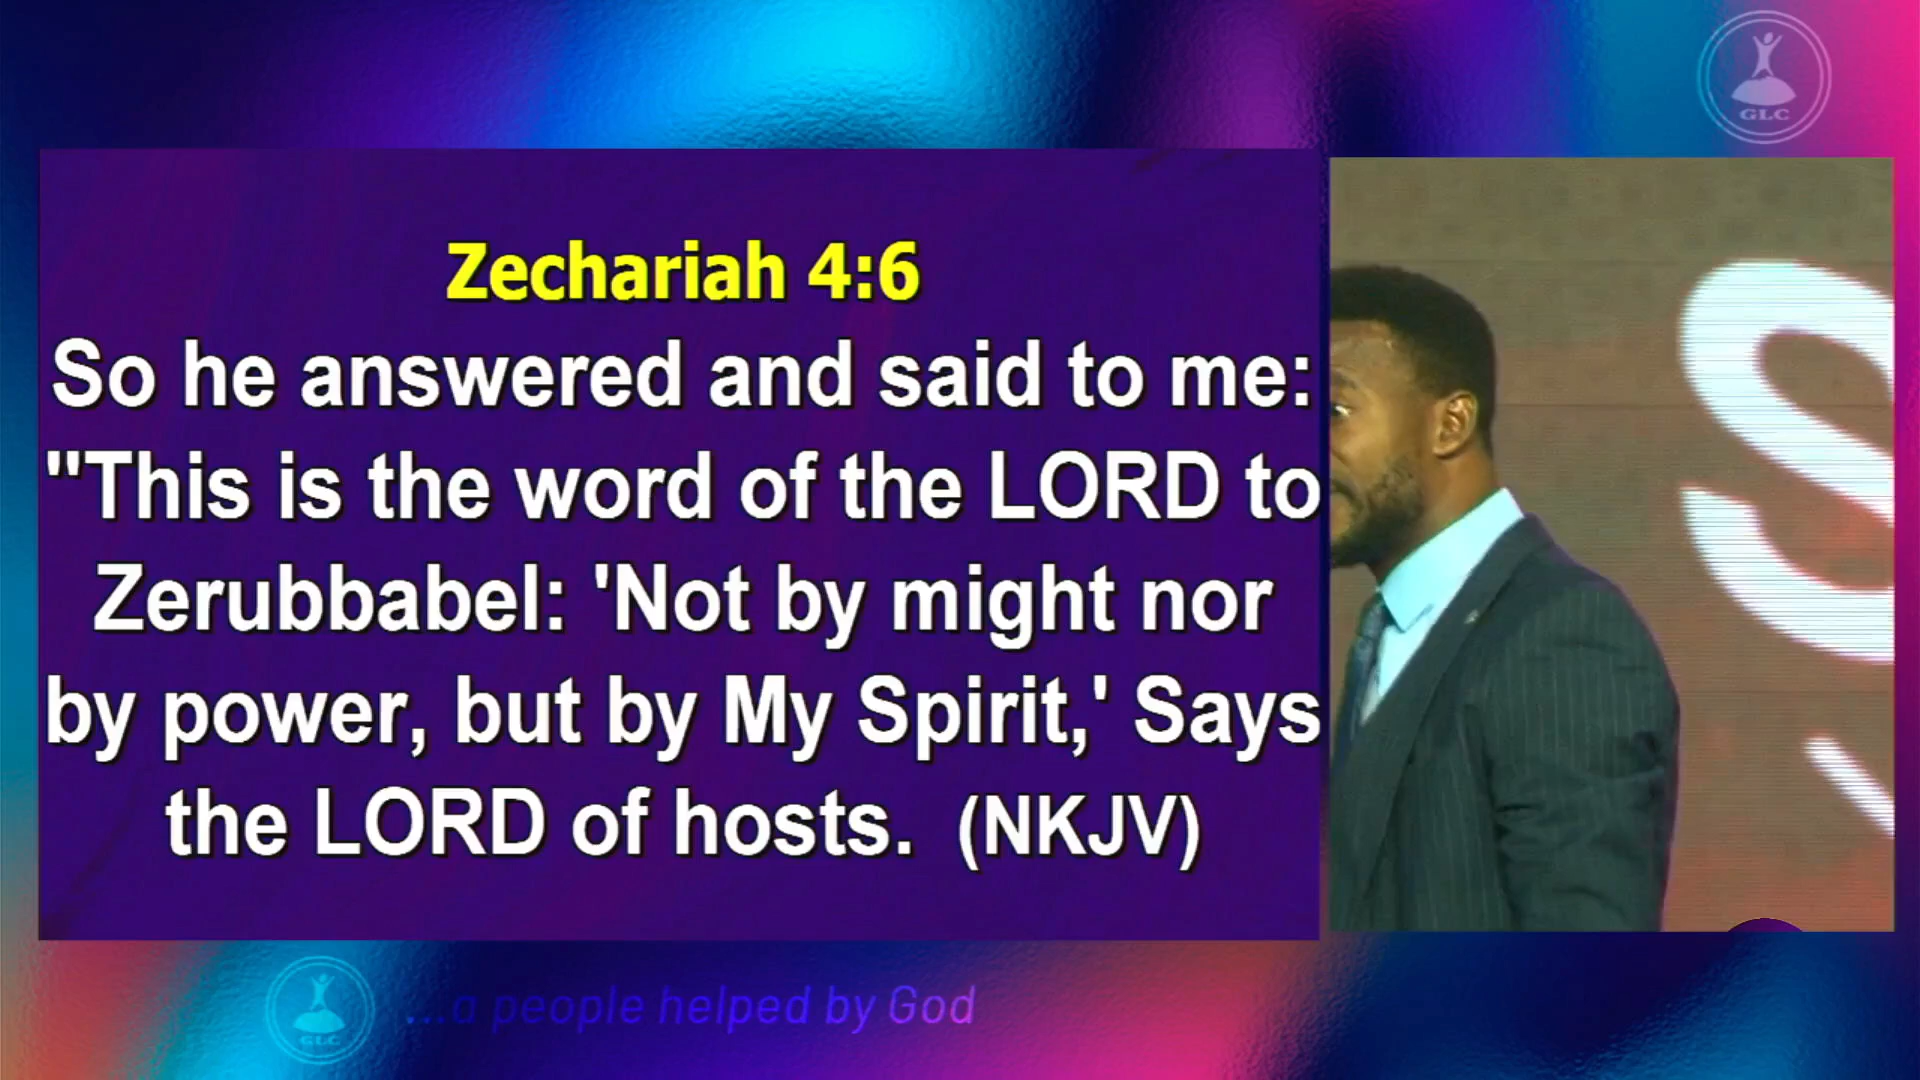 GLC
Zechariah 4:6
So he answered and said to me:
"This is the word of the LORD to
Zerubbabel: 'Not by might nor
by power, but by My Spirit,' Says
the LORD of hosts. (NKJV)
S
GLC
...a people helped by God